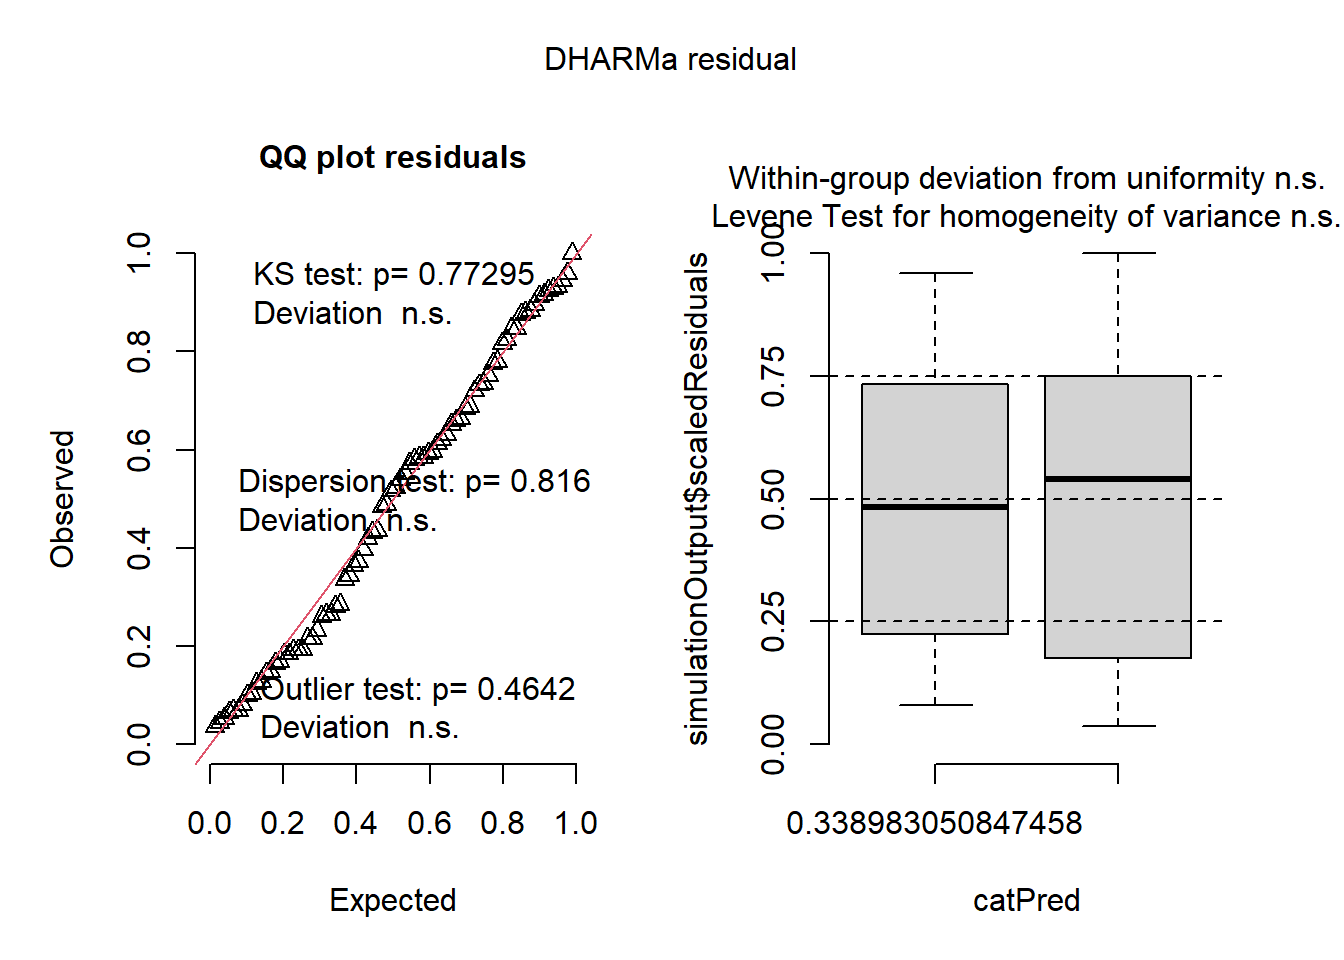 DHARMa residual
QQ plot residuals
KS test: p= 0.77295
Deviation  n.s.
Dispersion test: p= 0.816
Deviation  n.s.
Outlier test: p= 0.4642
Deviation  n.s.
Observed
0.0 0.2 0.4 0.6 0.8 1.0
0.0 0.2 0.4 0.6 0.8 1.0
Expected
Within-group deviation from uniformity n.s.
Levene Test for homogeneity of variance n.s.
simulationOutput$scaledResiduals
0.00 0.25 0.50 0.75 1.00
0.338983050847458
catPred